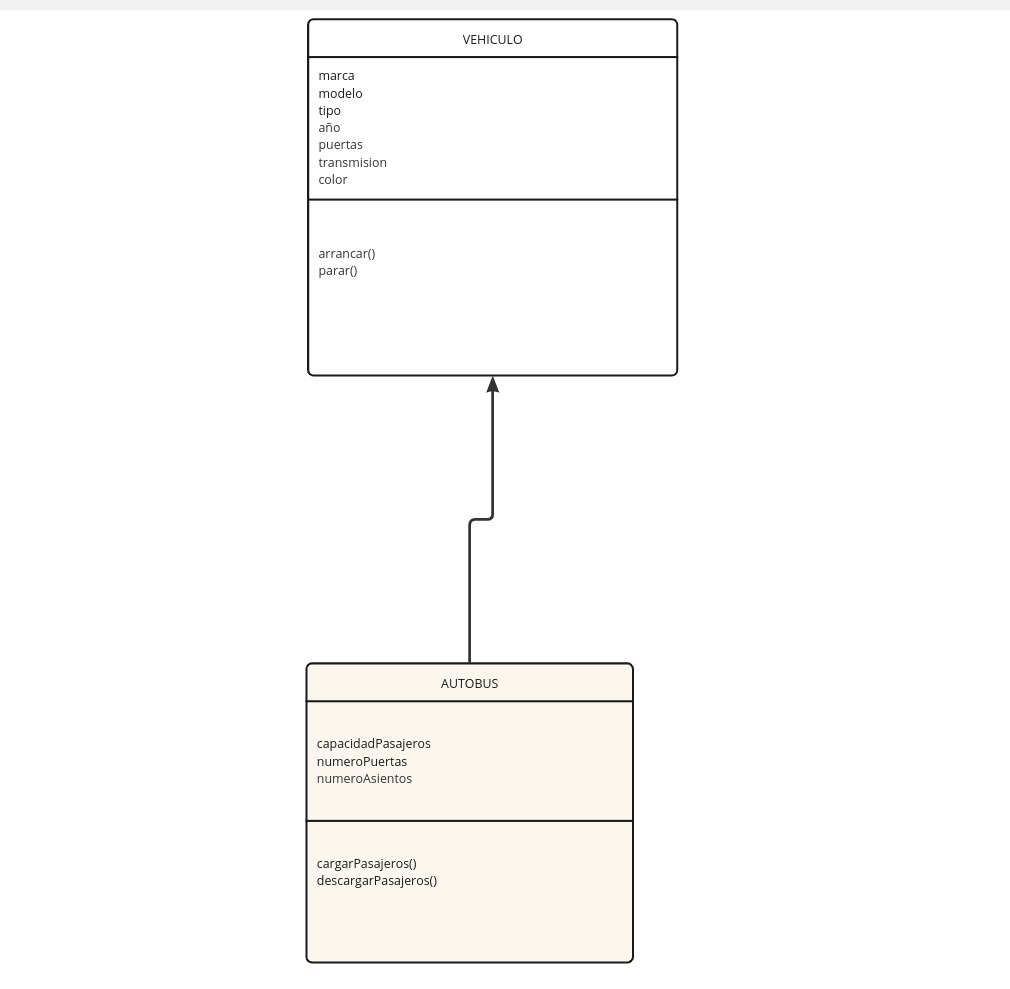 VEHICULO
marca
modelo
tipo
año
puertas
transmision
color
arrancar()
parar()
AUTOBUS
capacidadPasajeros
numeroPuertas
numeroAsientos
cargarPasajeros()
descargarPasajeros()